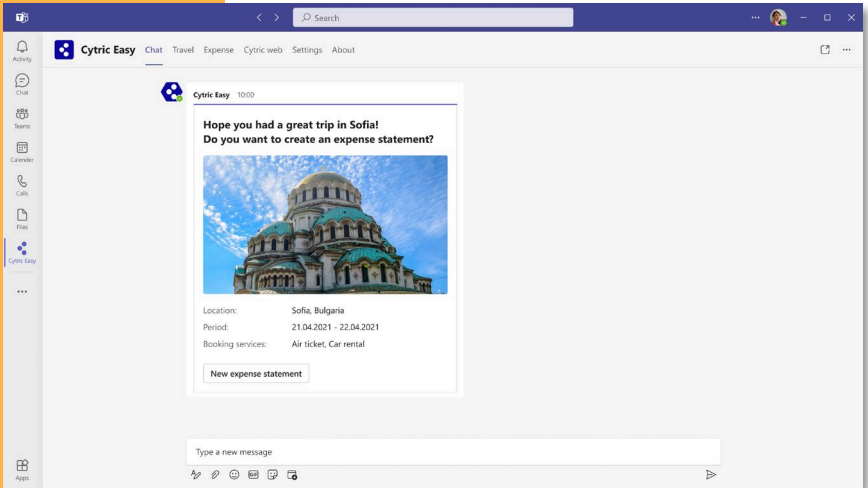 Search
Activity
Chat
Teams
Calender
Calls
Files
Cytric Easy
Apps
Cytric Easy
Chat Travel Expense Cytric web Settings About
Cytric Easy 10:00
Hope you had a great trip in Sofia!
Do you want to create an expense statement?
Location: Sofia, Bulgaria
Period: 21.04.2021 - 22.04.2021
Booking services: Air ticket, Car rental
New expense statement
Type a new message
GIF